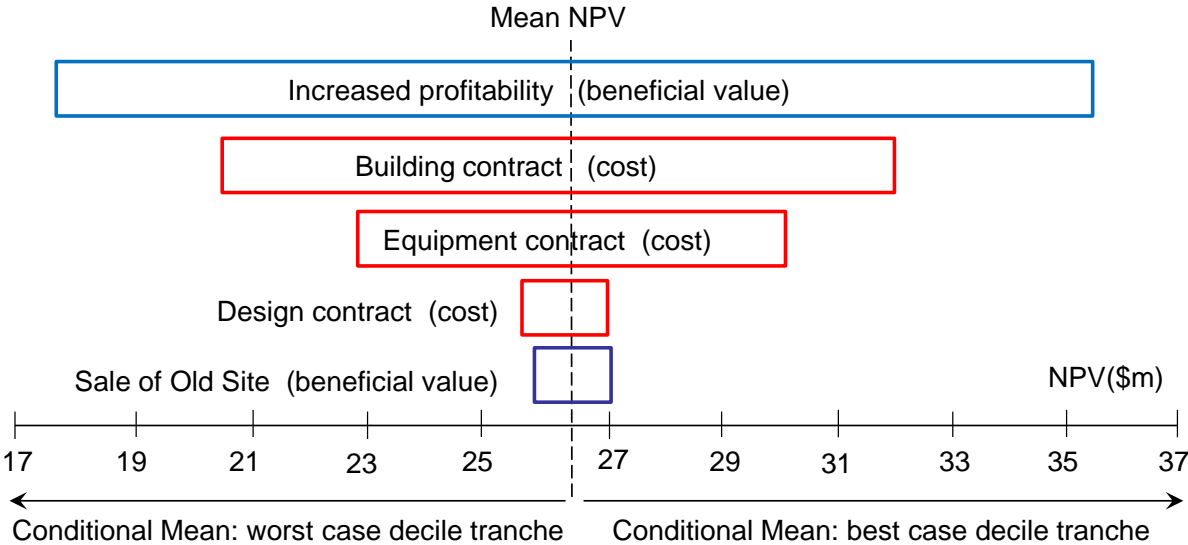 Mean NPV
Increased profitability (beneficial value)
Building contract (cost)
Equipment contract (cost)
Design contract (cost)
Sale of Old Site (beneficial value)
NPV($m)
17 19 21 23 25 27 29 31 33 35 37
Conditional Mean: worst case decile tranche
Conditional Mean: best case decile tranche